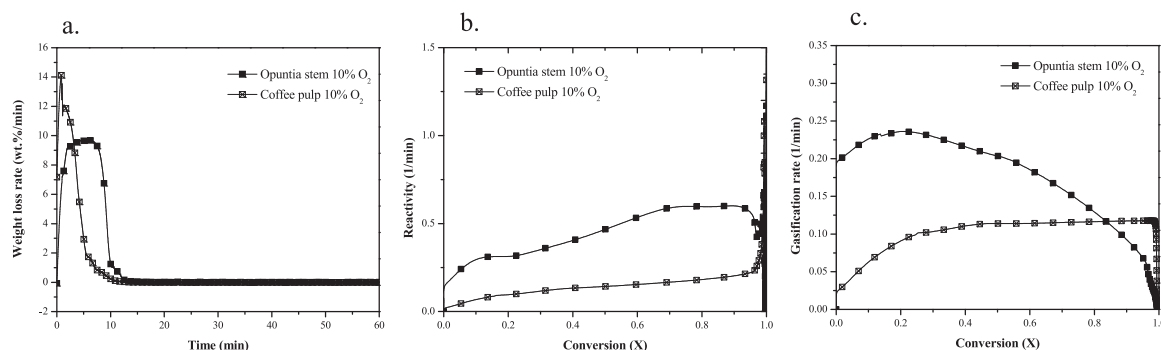 a.
Weight loss rate (wt.%/min)
16
14
12
10
8
6
4
2
0
-2
Opuntia stem 10% O₂
Coffee pulp 10% O₂
0 10 20 30 40 50 60
Time (min)
b.
Reactivity (1/min)
1.5
1.0
0.5
0.0
Opuntia stem 10% O₂
Coffee pulp 10% O₂
0.0 0.2 0.4 0.6 0.8 1.0
Conversion (X)
c.
Gasification rate (1/min)
0.35
0.30
0.25
0.20
0.15
0.10
0.05
0.00
Opuntia stem 10% O₂
Coffee pulp 10% O₂
0.0 0.2 0.4 0.6 0.8 1.0
Conversion (X)